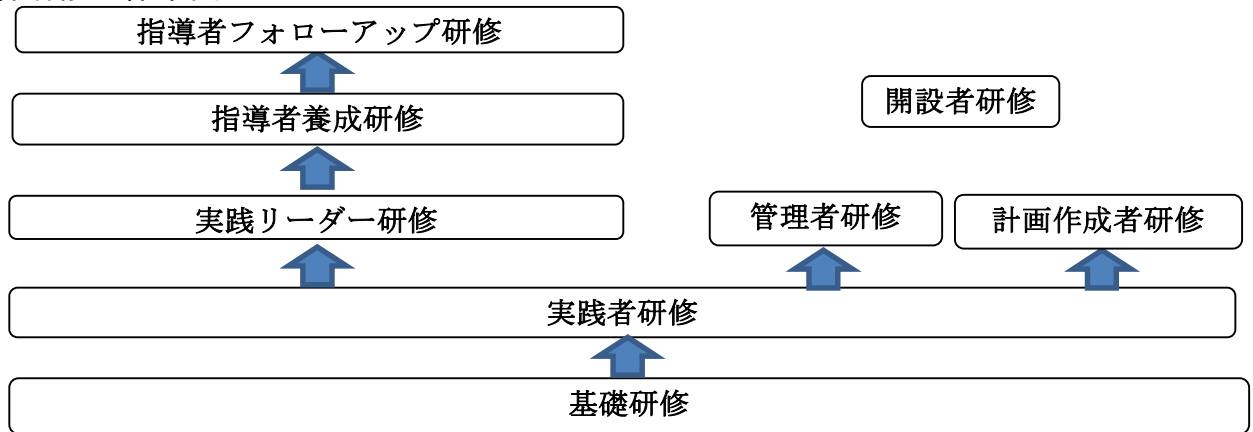 指導者フォローアップ研修
開設者研修
指導者養成研修
実践リーダー研修
管理者研修
計画作成者研修
実践者研修
基礎研修